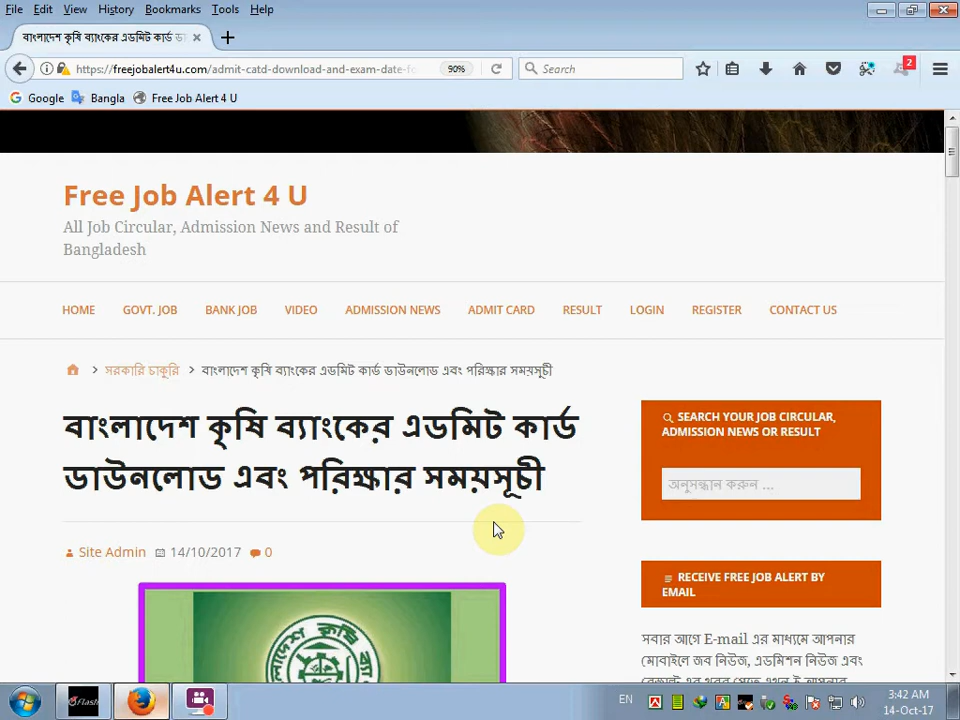 File Edit View History Bookmarks Tools Help
বাংলাদেশ কৃষি ব্যাংকের এডমিট কার্ড
https://freejobalert4u.com/admit-catd-download-and-exam-date-fo 90% Search 2
Google Bangla Free Job Alert 4 U
Free Job Alert 4 U
All Job Circular, Admission News and Result of
Bangladesh
HOME GOVT. JOB BANK JOB VIDEO ADMISSION NEWS ADMIT CARD RESULT LOGIN REGISTER CONTACT US
সরকারি চাকুরি > বাংলাদেশ কৃষি ব্যাংকের এডমিট কার্ড ডাউনলোড এবং পরিক্ষার সময়সূচী
বাংলাদেশ কৃষি ব্যাংকের এডমিট কার্ড
ডাউনলোড এবং পরিক্ষার সময়সূচী
Site Admin 14/10/2017 0
SEARCH YOUR JOB CIRCULAR,
ADMISSION NEWS OR RESULT
অনুসন্ধান করুন ...
RECEIVE FREE JOB ALERT BY
EMAIL
সবার আগে E-mail এর মাধ্যমে আপনার
মোবাইলে জব নিউজ, এডমিশন নিউজ এবং
বাংলাদেশ কৃষি ব্যা
Flash
EN
3:42 AM
14-Oct-17